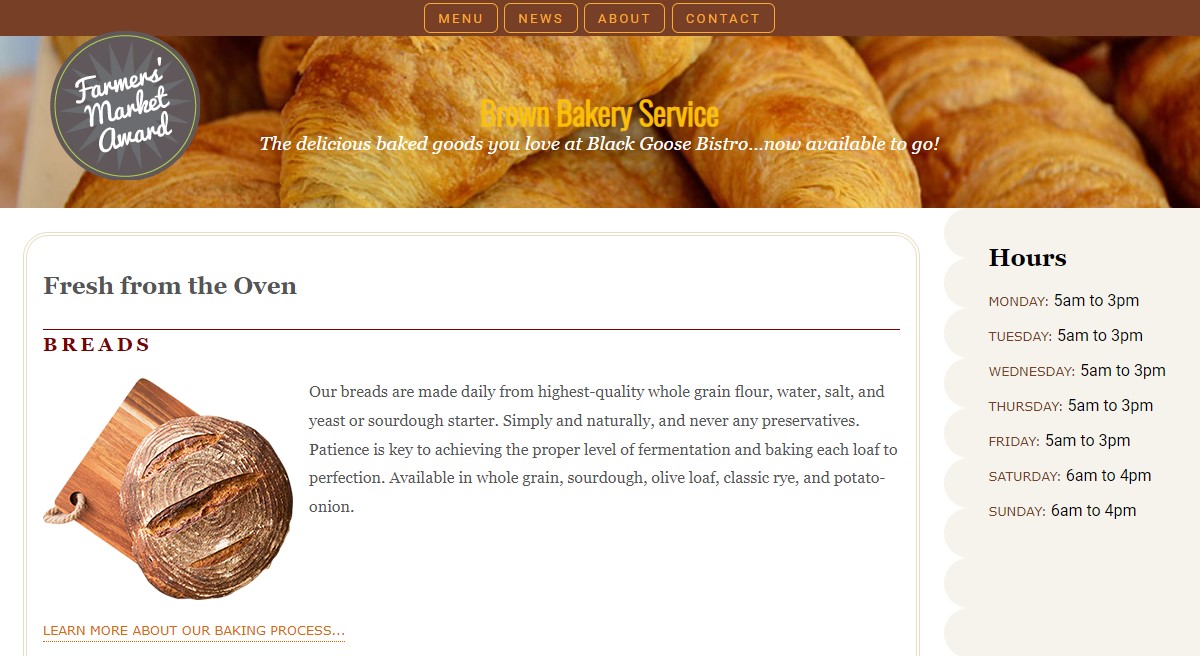 MENU NEWS ABOUT CONTACT
Farmers'
Market
Award
Brown Bakery Service
The delicious baked goods you love at Black Goose Bistro...now available to go!
Fresh from the Oven
BREADS
Our breads are made daily from highest-quality whole grain flour, water, salt, and
yeast or sourdough starter. Simply and naturally, and never any preservatives.
Patience is key to achieving the proper level of fermentation and baking each loaf to
perfection. Available in whole grain, sourdough, olive loaf, classic rye, and potato-
onion.
LEARN MORE ABOUT OUR BAKING PROCESS...
Hours
MONDAY: 5am to 3pm
TUESDAY: 5am to 3pm
WEDNESDAY: 5am to 3pm
THURSDAY: 5am to 3pm
FRIDAY: 5am to 3pm
SATURDAY: 6am to 4pm
SUNDAY: 6am to 4pm